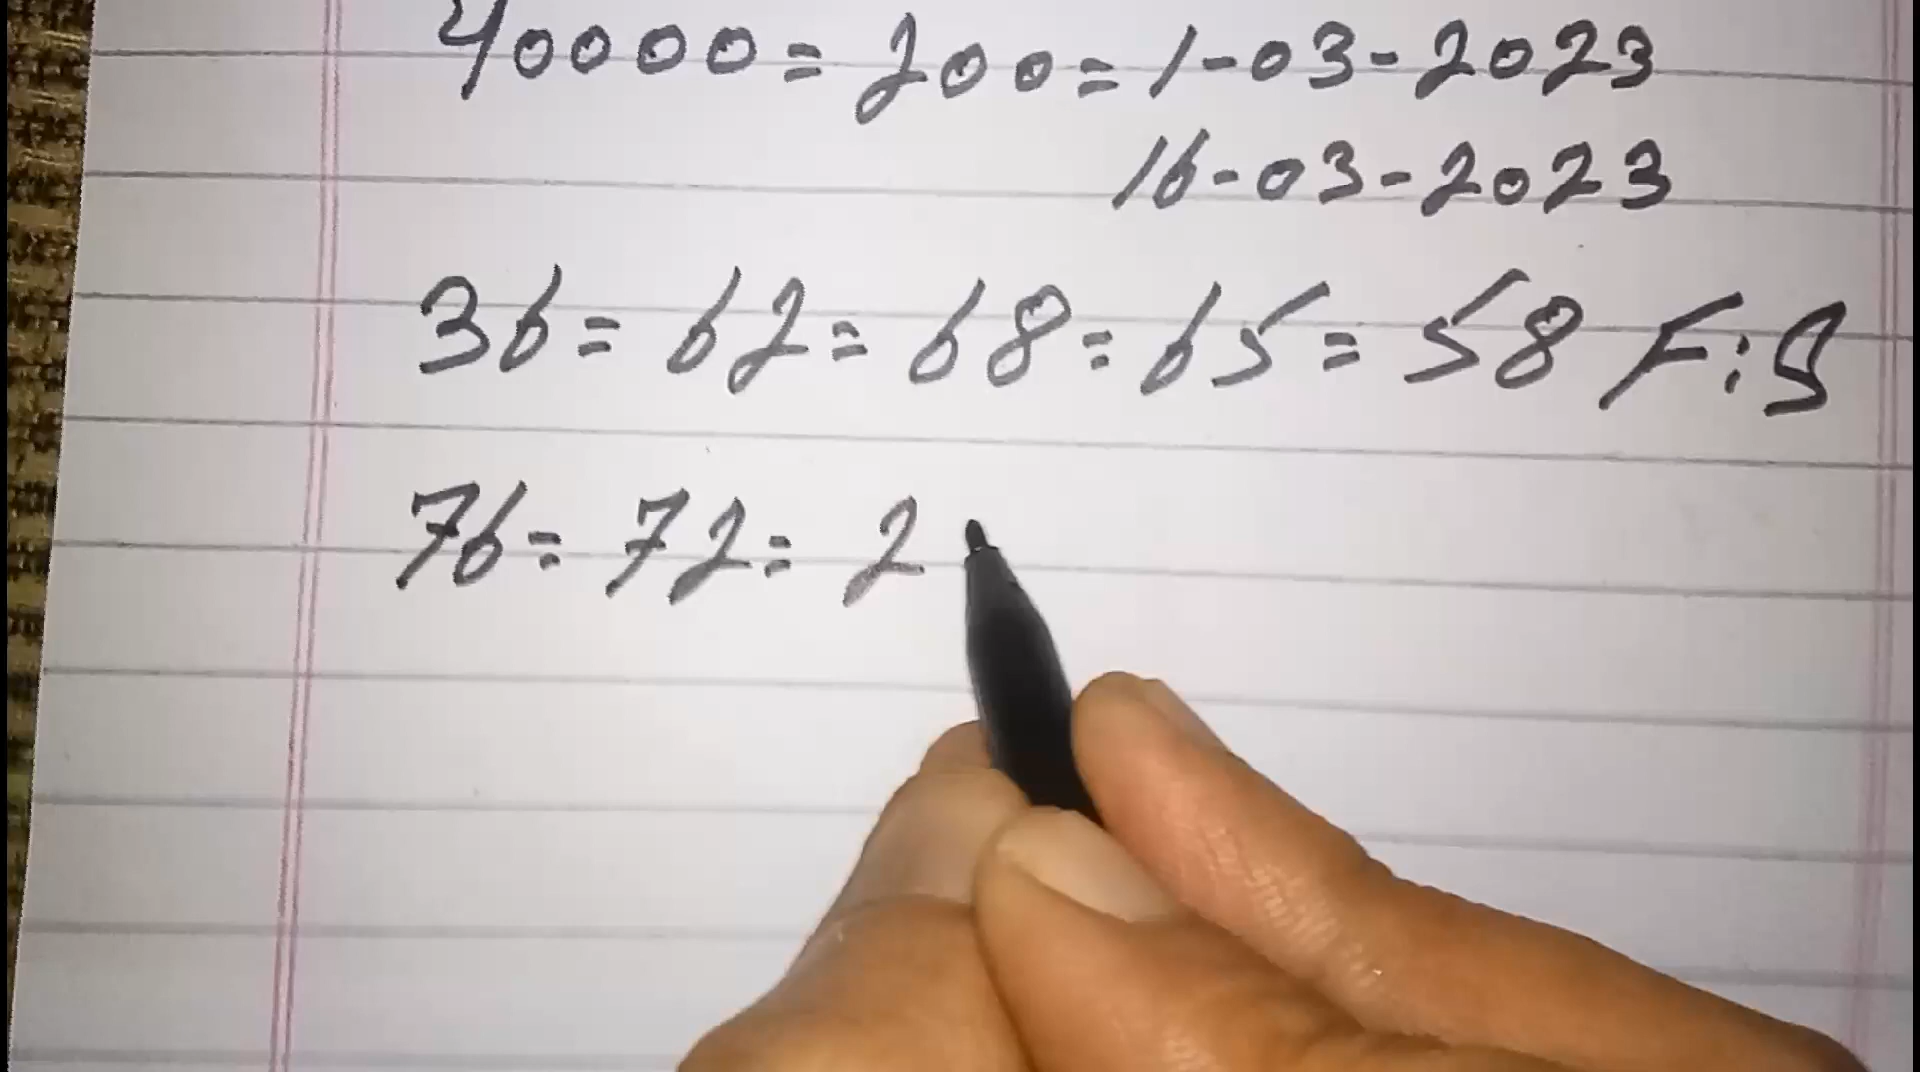 40000 = 200 = 1-03-2023
16-03-2023
36 = 62 = 68 = 65 = 58 F:S
76 = 72 = 2